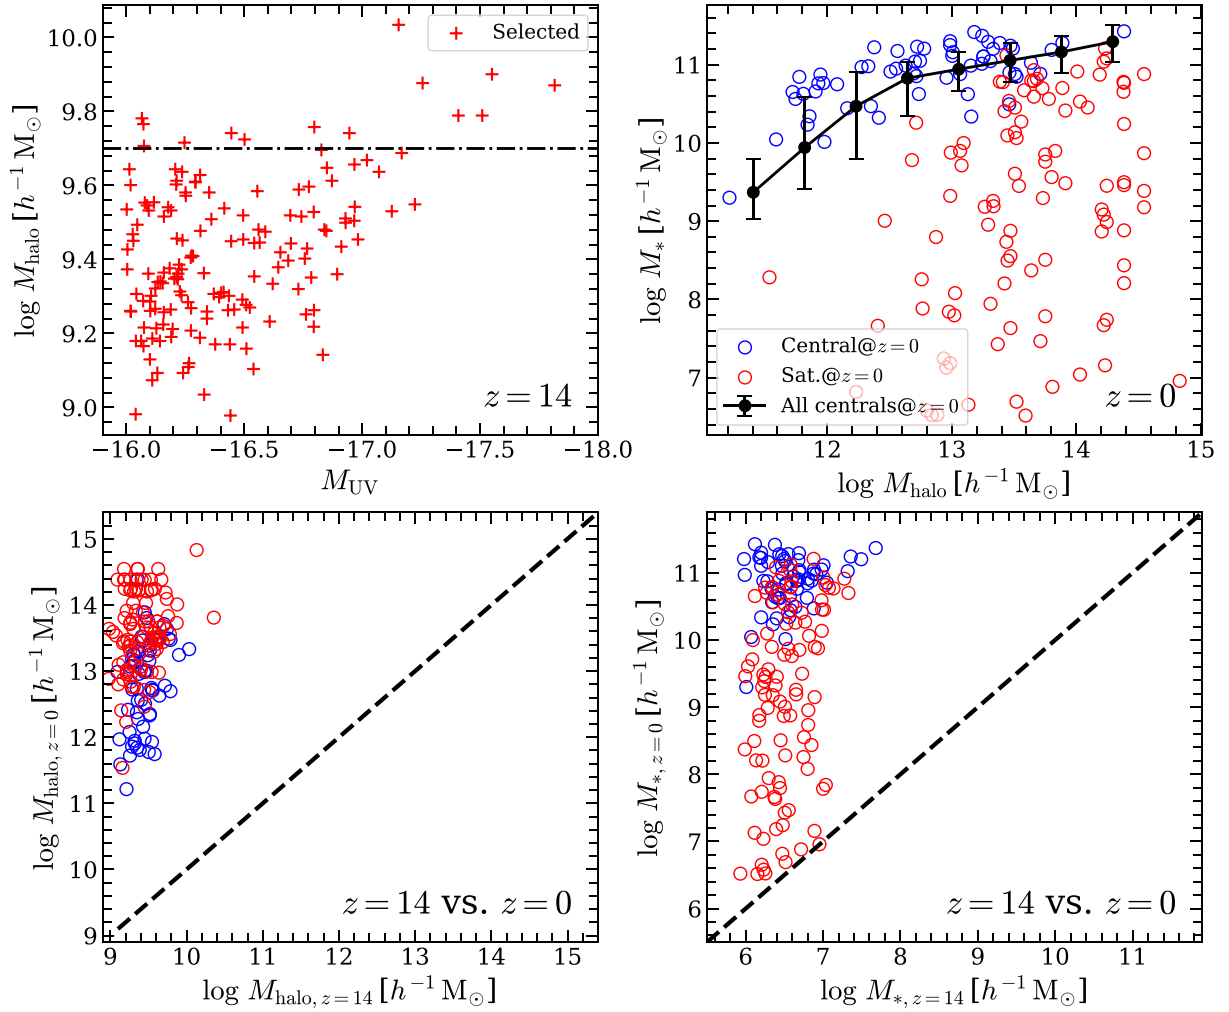 10.0
9.8
9.6
9.4
9.2
9.0
log M_halo [h⁻¹ M_⊙]
Selected
z = 14
−16.0 −16.5 −17.0 −17.5 −18.0
M_UV
11
10
9
8
7
log M_* [h⁻¹ M_⊙]
Central@z=0
Sat.@z=0
All centrals@z=0
z = 0
12 13 14 15
log M_halo [h⁻¹ M_⊙]
15
14
13
12
11
10
9
log M_halo, z=0 [h⁻¹ M_⊙]
z = 14 vs. z = 0
9 10 11 12 13 14 15
log M_halo, z=14 [h⁻¹ M_⊙]
11
10
9
8
7
6
log M_*, z=0 [h⁻¹ M_⊙]
z = 14 vs. z = 0
6 7 8 9 10 11
log M_*, z=14 [h⁻¹ M_⊙]